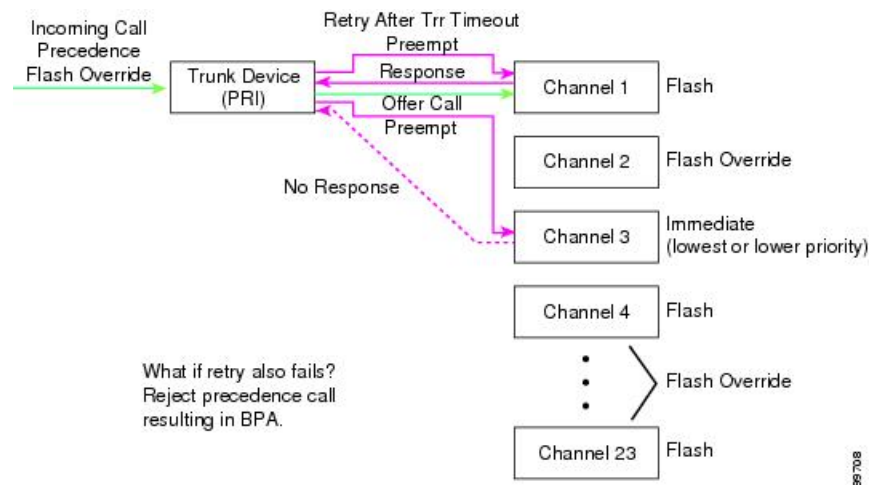 Incoming Call
Precedence
Flash Override
Trunk Device
(PRI)
Retry After Trr Timeout
Preempt
Response
Offer Call
Preempt
No Response
Channel 1
Flash
Channel 2
Flash Override
Channel 3
Immediate
(lowest or lower priority)
Channel 4
Flash
Flash Override
Channel 23
Flash
What if retry also fails?
Reject precedence call
resulting in BPA.
99708